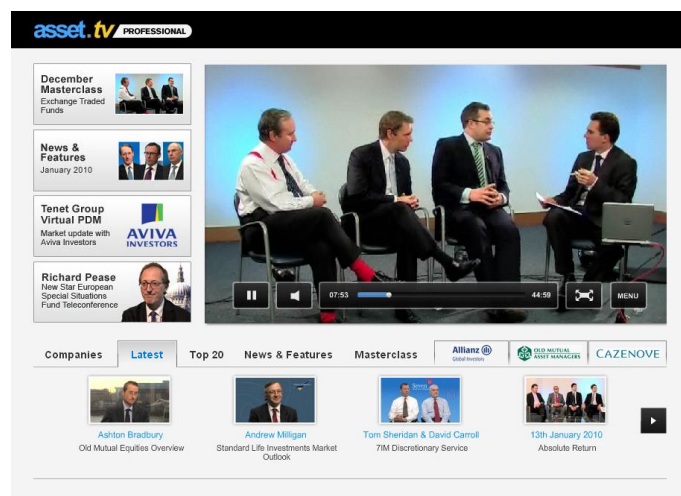 asset.tv PROFESSIONAL
December
Masterclass
Exchange Traded
Funds
News &
Features
January 2010
Tenet Group
Virtual PDM
Market update with
Aviva Investors
AVIVA
INVESTORS
Richard Pease
New Star European
Special Situations
Fund Teleconference
07:53
44:59
MENU
Companies
Latest
Top 20
News & Features
Masterclass
Allianz
Global Investors
OLD MUTUAL
ASSET MANAGERS
CAZENOVE
Ashton Bradbury
Old Mutual Equities Overview
Andrew Milligan
Standard Life Investments Market
Outlook
Tom Sheridan & David Carroll
7IM Discretionary Service
13th January 2010
Absolute Return